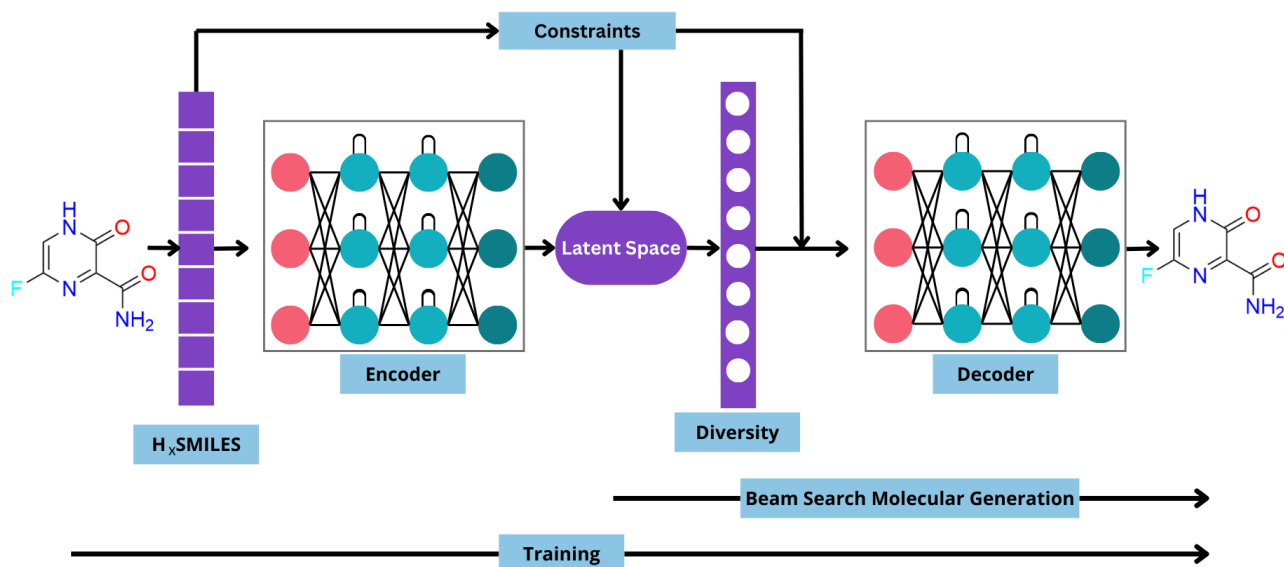 Constraints
H
N
O
O
F
N
NH2
Latent Space
H
N
O
O
F
N
NH2
Encoder
Decoder
Diversity
HxSMILES
Beam Search Molecular Generation
Training